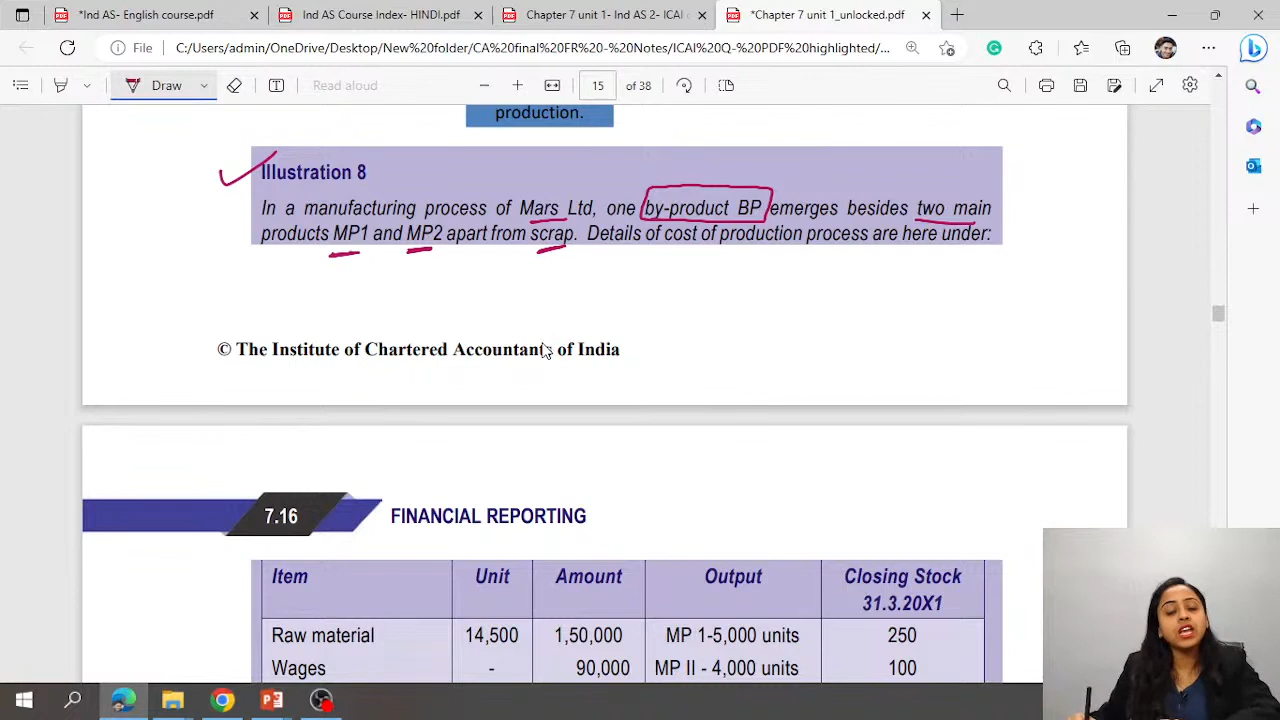 *Ind AS- English course.pdf
Ind AS Course Index- HINDI.pdf
Chapter 7 unit 1- Ind AS 2- ICAI
*Chapter 7 unit 1_unlocked.pdf
File
C:/Users/admin/OneDrive/Desktop/New%20folder/CA%20final%20FR%20-%20Notes/ICAI%20Q-%20PDF%20highlighted/...
Draw
Read aloud
15
of 38
production.
Illustration 8
In a manufacturing process of Mars Ltd, one by-product BP emerges besides two main
products MP1 and MP2 apart from scrap. Details of cost of production process are here under:
© The Institute of Chartered Accountants of India
7.16
FINANCIAL REPORTING
Item Unit Amount Output Closing Stock
31.3.20X1
Raw material 14,500 1,50,000 MP 1-5,000 units 250
Wages - 90,000 MP II - 4,000 units 100